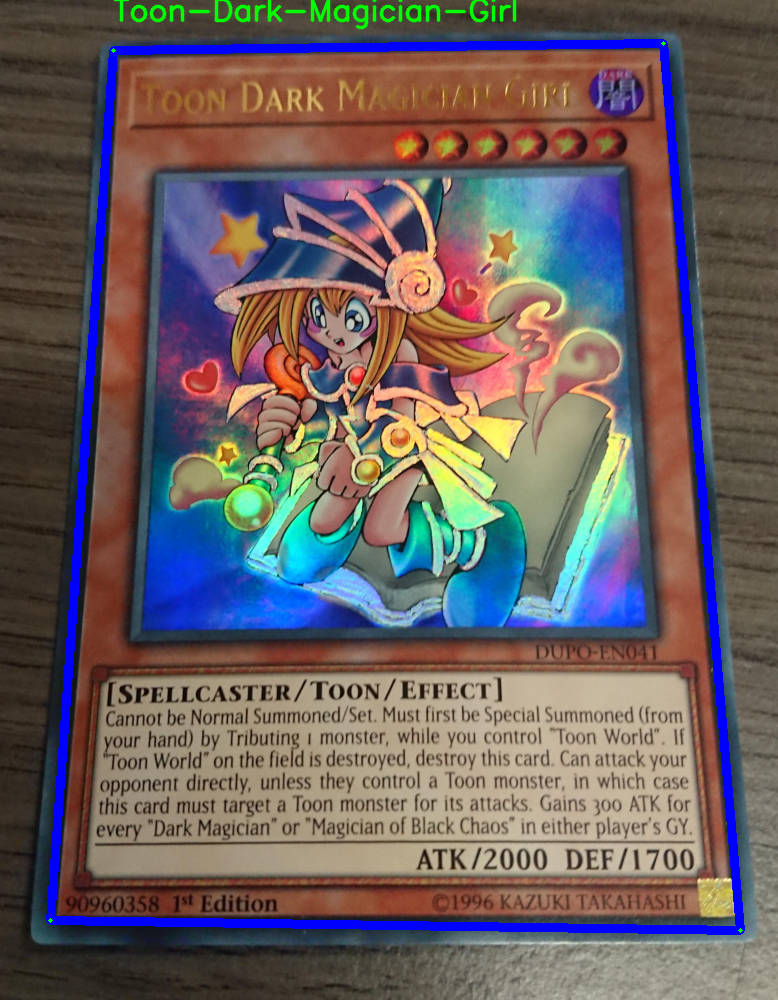 Toon-Dark-Magician-Girl
TOON DARK MAGICIAN GIRL
DARK
闇
DUPO-EN041
[SPELLCASTER/TOON/EFFECT]
Cannot be Normal Summoned/Set. Must first be Special Summoned (from
your hand) by Tributing 1 monster, while you control "Toon World". If
"Toon World" on the field is destroyed, destroy this card. Can attack your
opponent directly, unless they control a Toon monster, in which case
this card must target a Toon monster for its attacks. Gains 300 ATK for
every "Dark Magician" or "Magician of Black Chaos" in either player's GY.
ATK/2000 DEF/1700
90960358 1st Edition ©1996 KAZUKI TAKAHASHI